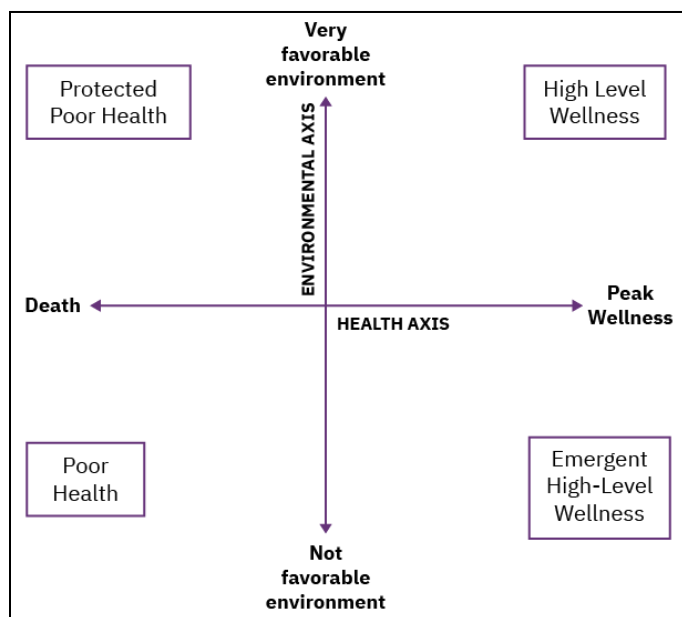 Very
favorable
environment
Protected
Poor Health
High Level
Wellness
ENVIRONMENTAL AXIS
Death
Peak
Wellness
HEALTH AXIS
Poor
Health
Emergent
High-Level
Wellness
Not
favorable
environment